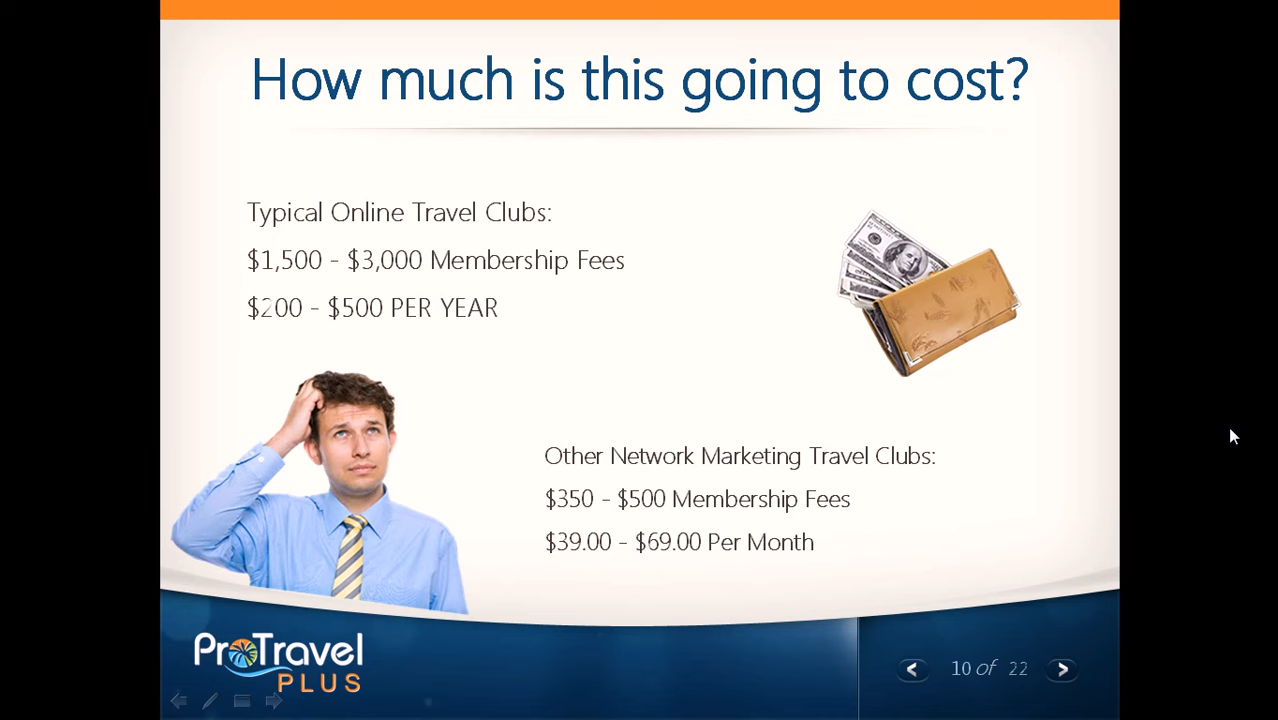 How much is this going to cost?
Typical Online Travel Clubs:
$1,500 - $3,000 Membership Fees
$200 - $500 PER YEAR
Other Network Marketing Travel Clubs:
$350 - $500 Membership Fees
$39.00 - $69.00 Per Month
ProTravel
PLUS
10 of 22